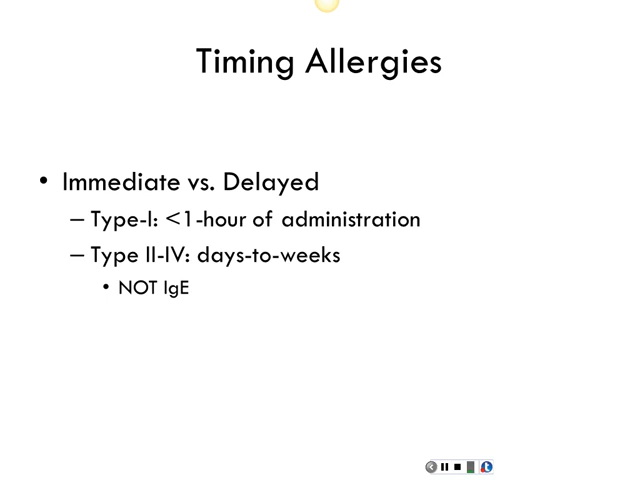 Timing Allergies
• Immediate vs. Delayed
– Type-I: <1-hour of administration
– Type II-IV: days-to-weeks
• NOT IgE